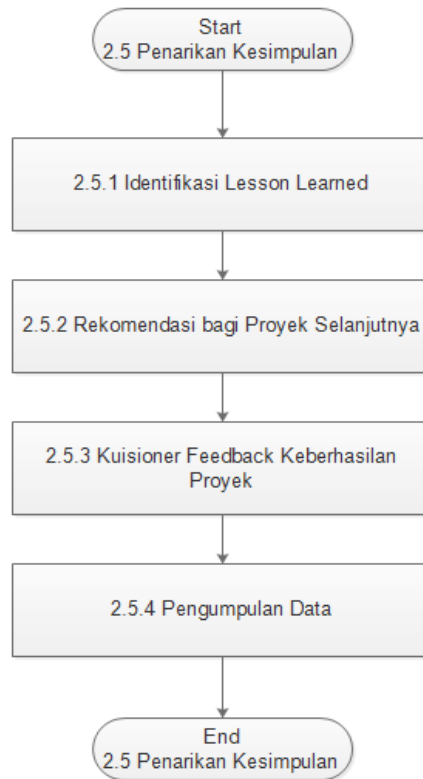 Start
2.5 Penarikan Kesimpulan
2.5.1 Identifikasi Lesson Learned
2.5.2 Rekomendasi bagi Proyek Selanjutnya
2.5.3 Kuisioner Feedback Keberhasilan
Proyek
2.5.4 Pengumpulan Data
End
2.5 Penarikan Kesimpulan